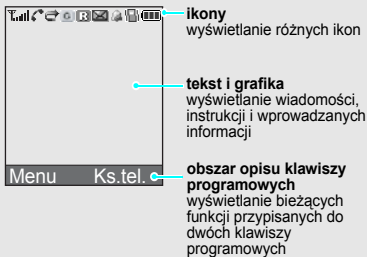 ikony
wyświetlanie różnych ikon
tekst i grafika
wyświetlanie wiadomości,
instrukcji i wprowadzanych
informacji
Menu Ks.tel.
obszar opisu klawiszy
programowych
wyświetlanie bieżących
funkcji przypisanych do
dwóch klawiszy
programowych